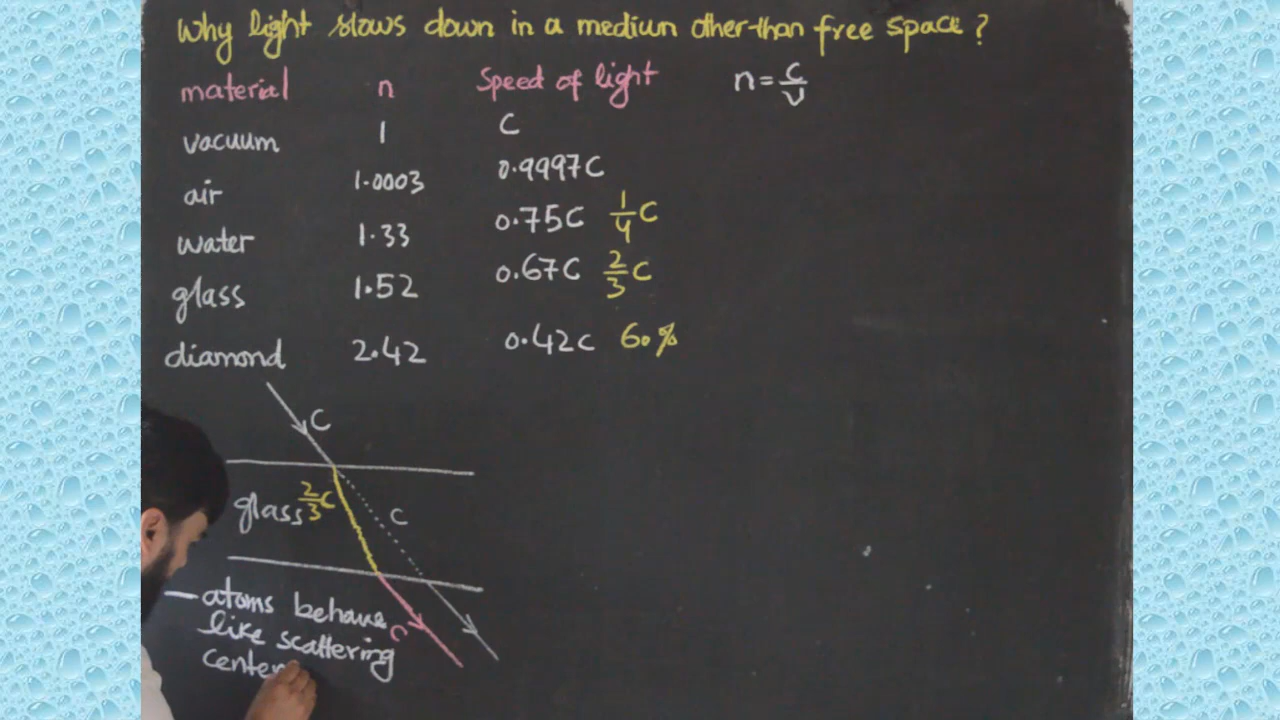 Why light slows down in a mediun other than free space?
material n Speed of light n = c/v
vacuum 1 C
air 1.0003 0.9997C
water 1.33 0.75C 1/4 C
glass 1.52 0.67C 2/3 C
diamond 2.42 0.42C 60%
C
glass 2/3 C C
— atoms behave
like scattering C
center